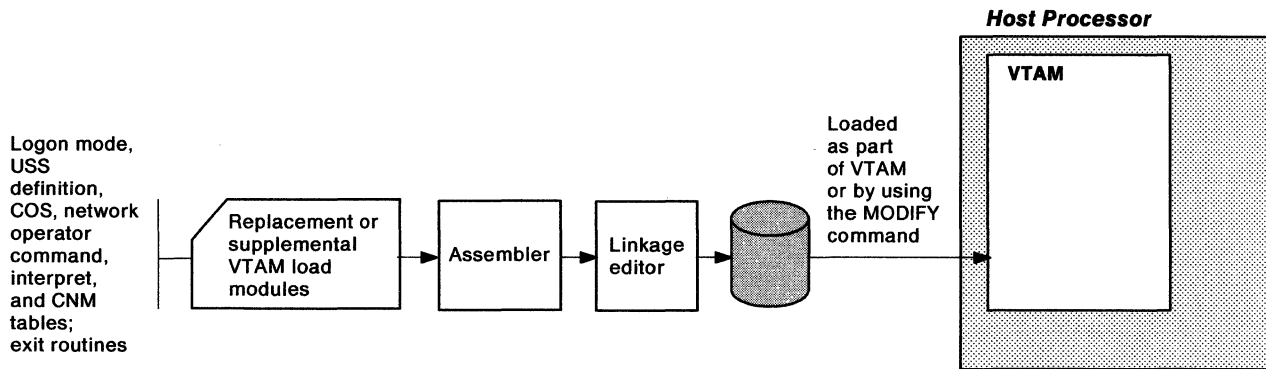 Host Processor
VTAM
Logon mode,
USS
definition,
COS, network
operator
command,
interpret,
and CNM
tables;
exit routines
Replacement or
supplemental
VTAM load
modules
Assembler
Linkage
editor
Loaded
as part
of VTAM
or by using
the MODIFY
command